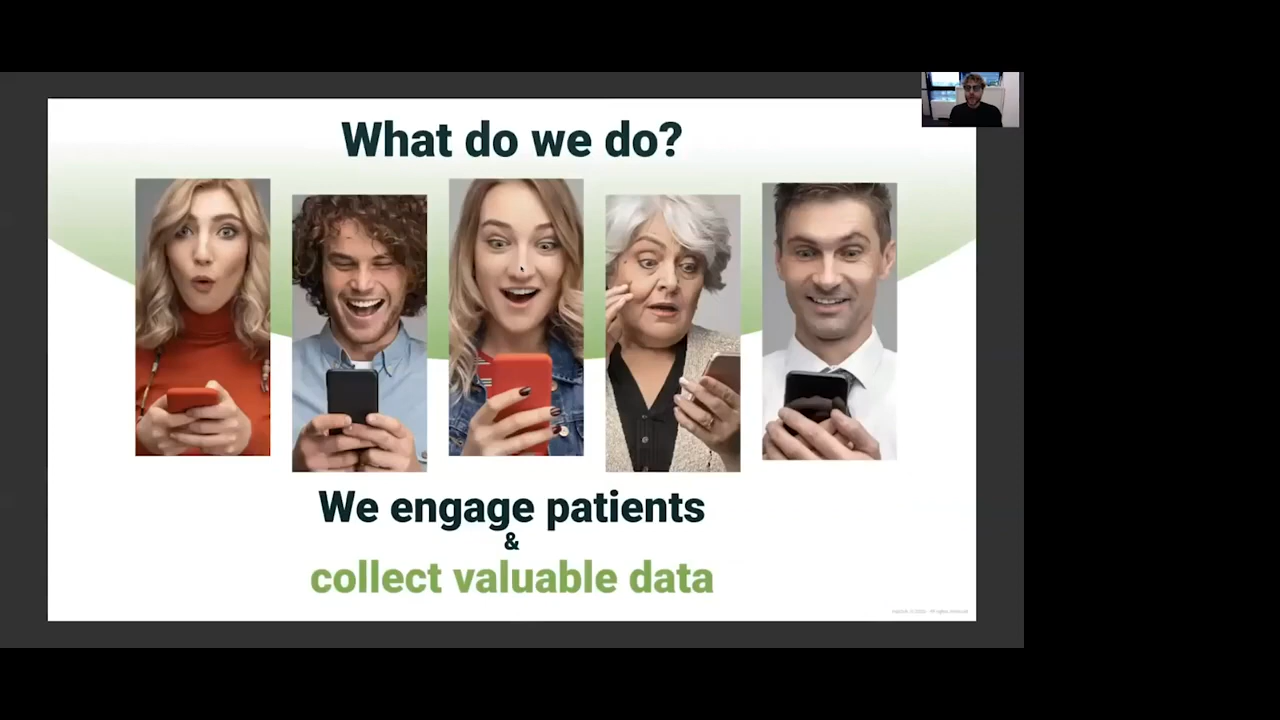 What do we do?
We engage patients
&
collect valuable data